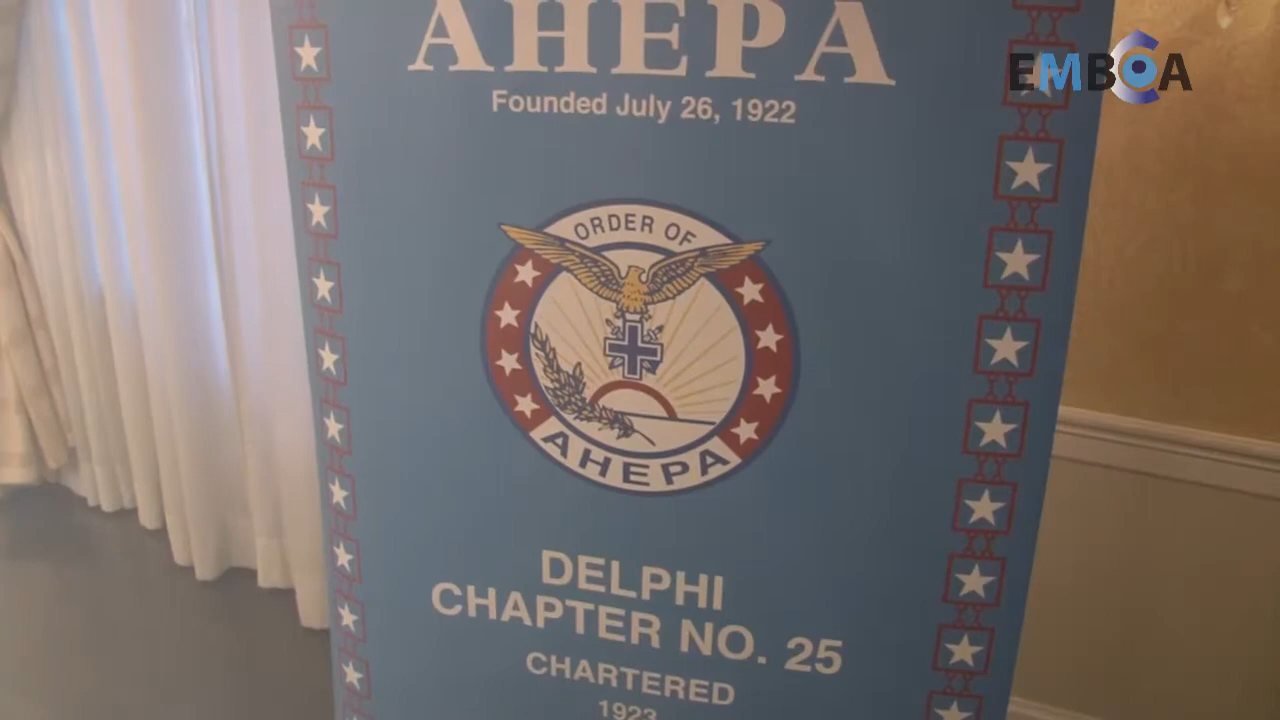 AHEPA
EMBCA
Founded July 26, 1922
ORDER OF
AHEPA
DELPHI
CHAPTER NO. 25
CHARTERED
1923